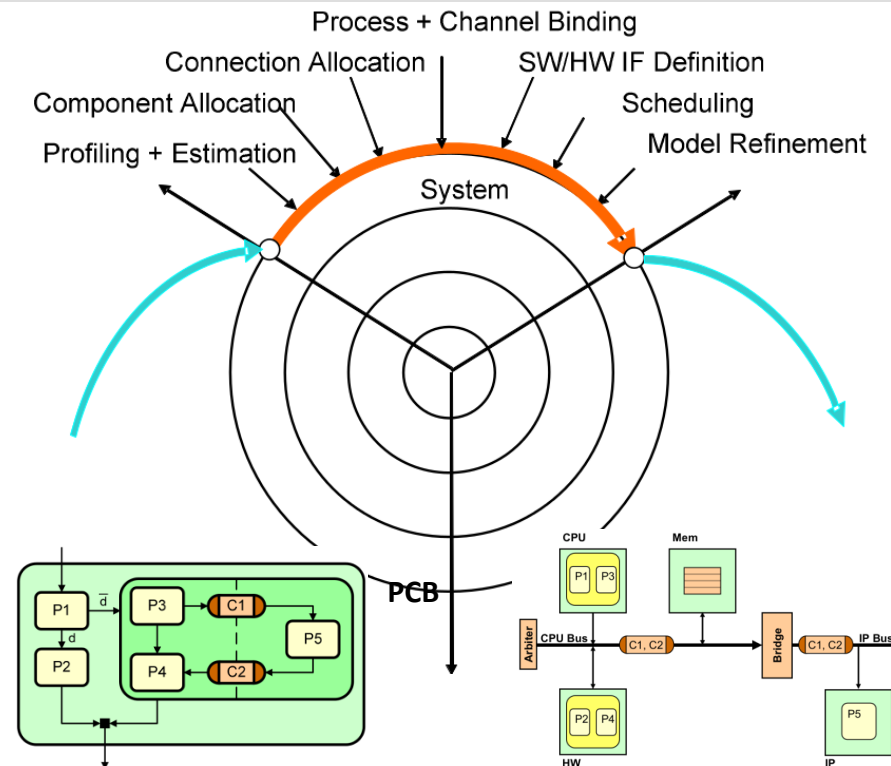 Process + Channel Binding
Connection Allocation
SW/HW IF Definition
Component Allocation
Scheduling
Profiling + Estimation
Model Refinement
System
PCB
P1
d̅
d
P2
P3
C1
P5
P4
C2
CPU
Mem
P1
P3
Arbiter
CPU Bus
C1, C2
Bridge
C1, C2
IP Bus
P2
P4
P5
HW
IP